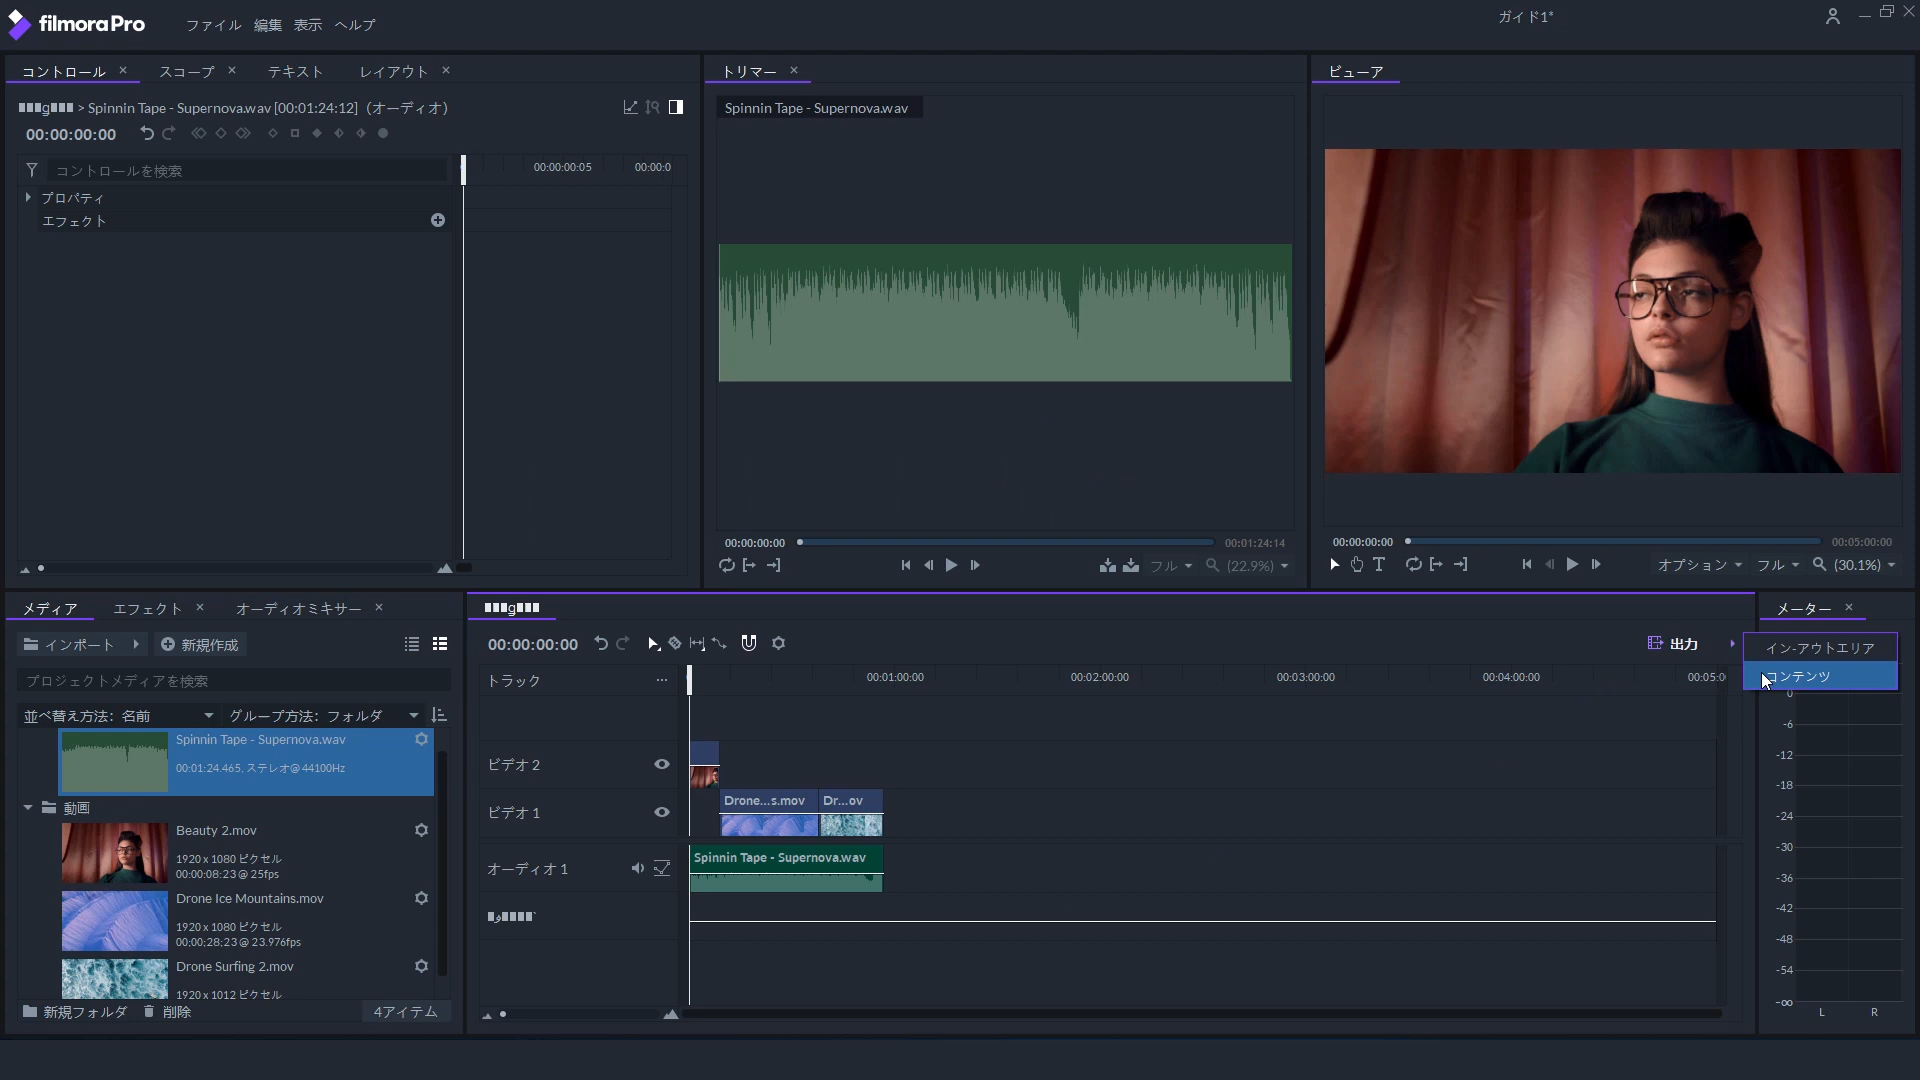 filmoraPro
ファイル 編集 表示 ヘルプ
ガイド1*
コントロール × スコープ × テキスト レイアウト ×
> Spinnin Tape - Supernova.wav [00:01:24:12]（オーディオ）
00:00:00:00
コントロールを検索
00:00:00:05 00:00:0
プロパティ
エフェクト
トリマー ×
Spinnin Tape - Supernova.wav
00:00:00:00 00:01:24:14
フル (22.9%)
ビューア
00:00:00:00 00:05:00:00
オプション フル (30.1%)
メディア エフェクト × オーディオミキサー ×
インポート 新規作成
プロジェクトメディアを検索
並べ替え方法：名前 グループ方法：フォルダ
Spinnin Tape - Supernova.wav
00:01:24.465, ステレオ@ 44100Hz
動画
Beauty 2.mov
1920 x 1080 ピクセル
00:00:08:23 @ 25fps
Drone Ice Mountains.mov
1920 x 1080 ピクセル
00;00;28;23 @ 23.976fps
Drone Surfing 2.mov
1920 x 1012 ピクセル
新規フォルダ 削除 4アイテム
00:00:00:00
出力
イン-アウトエリア
コンテンツ
トラック ...
00:01:00:00 00:02:00:00 00:03:00:00 00:04:00:00 00:05:0
ビデオ 2
ビデオ 1
Drone...s.mov Dr...ov
オーディオ 1
Spinnin Tape - Supernova.wav
メーター ×
0
-6
-12
-18
-24
-30
-36
-42
-48
-54
-∞
L R